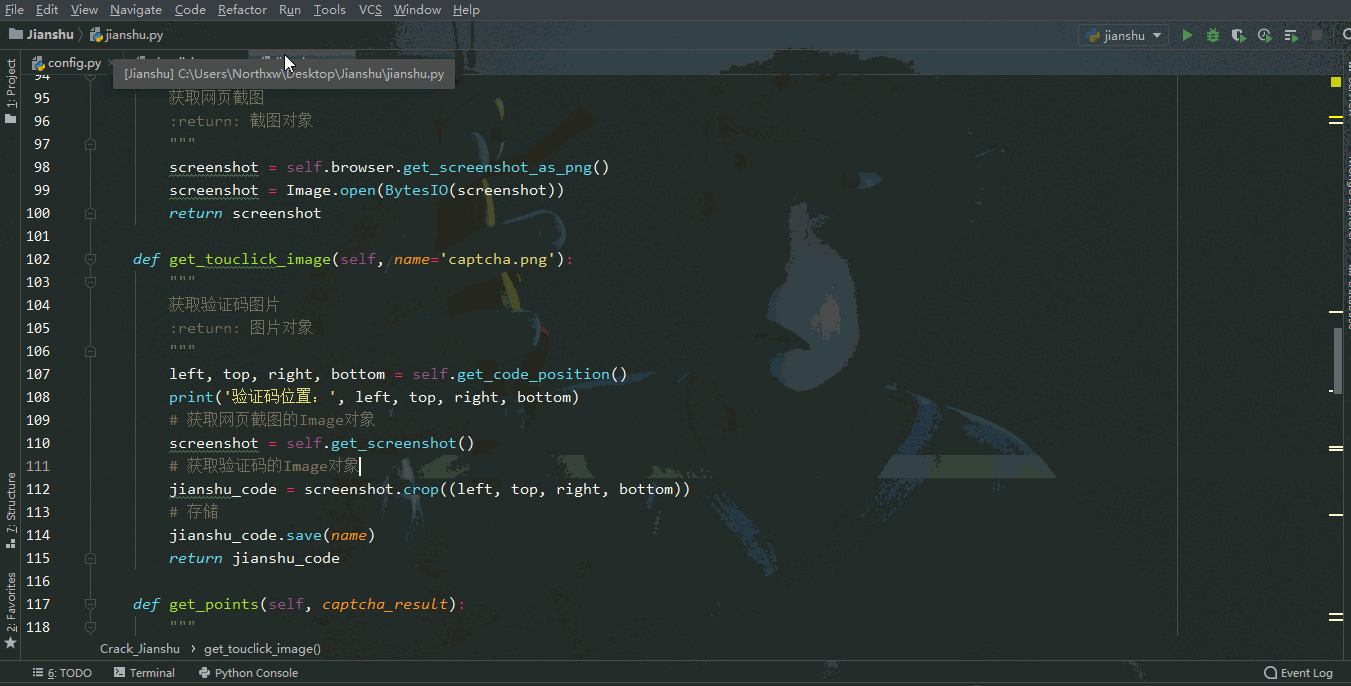 File Edit View Navigate Code Refactor Run Tools VCS Window Help
Jianshu jianshu.py jianshu
config.py
[Jianshu] C:\Users\Northxw\Desktop\Jianshu\jianshu.py
1: Project
94
95 获取网页截图
96 :return: 截图对象
97 """
98 screenshot = self.browser.get_screenshot_as_png()
99 screenshot = Image.open(BytesIO(screenshot))
100 return screenshot
101
102 def get_touclick_image(self, name='captcha.png'):
103 """
104 获取验证码图片
105 :return: 图片对象
106 """
107 left, top, right, bottom = self.get_code_position()
108 print('验证码位置：', left, top, right, bottom)
109 # 获取网页截图的Image对象
110 screenshot = self.get_screenshot()
111 # 获取验证码的Image对象
112 jianshu_code = screenshot.crop((left, top, right, bottom))
113 # 存储
114 jianshu_code.save(name)
115 return jianshu_code
116
117 def get_points(self, captcha_result):
118 """
7: Structure
2: Favorites
Crack_Jianshu › get_touclick_image()
6: TODO Terminal Python Console Event Log